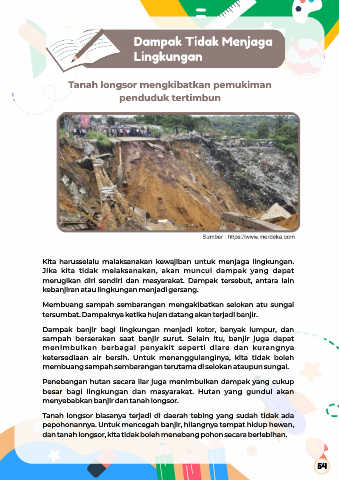 Dampak Tidak Menjaga
Lingkungan
Tanah longsor mengkibatkan pemukiman
penduduk tertimbun
Sumber : https://www.merdeka.com
Kita harusselalu malaksanakan kewajiban untuk menjaga lingkungan.
Jika kita tidak melaksanakan, akan muncul dampak yang dapat
merugikan diri sendiri dan masyarakat. Dampak tersebut, antara lain
kebanjiran atau lingkungan menjadi gersang.
Membuang sampah sembarangan mengakibatkan selokan atu sungai
tersumbat. Dampaknya ketika hujan datang akan terjadi banjir.
Dampak banjir bagi lingkungan menjadi kotor, banyak lumpur, dan
sampah berserakan saat banjir surut. Selain itu, banjir juga dapat
menimbulkan berbagai penyakit seperti diare dan kurangnya
ketersediaan air bersih. Untuk menanggulanginya, kita tidak boleh
membuang sampah sembarangan terutama di selokan ataupun sungai.
Penebangan hutan secara liar juga menimbulkan dampak yang cukup
besar bagi lingkungan dan masyarakat. Hutan yang gundul akan
menyebabkan banjir dan tanah longsor.
Tanah longsor biasanya terjadi di daerah tebing yang sudah tidak ada
pepohonannya. Untuk mencegah banjir, hilangnya tempat hidup hewan,
dan tanah longsor, kita tidak boleh menebang pohon secara berlebihan.
54